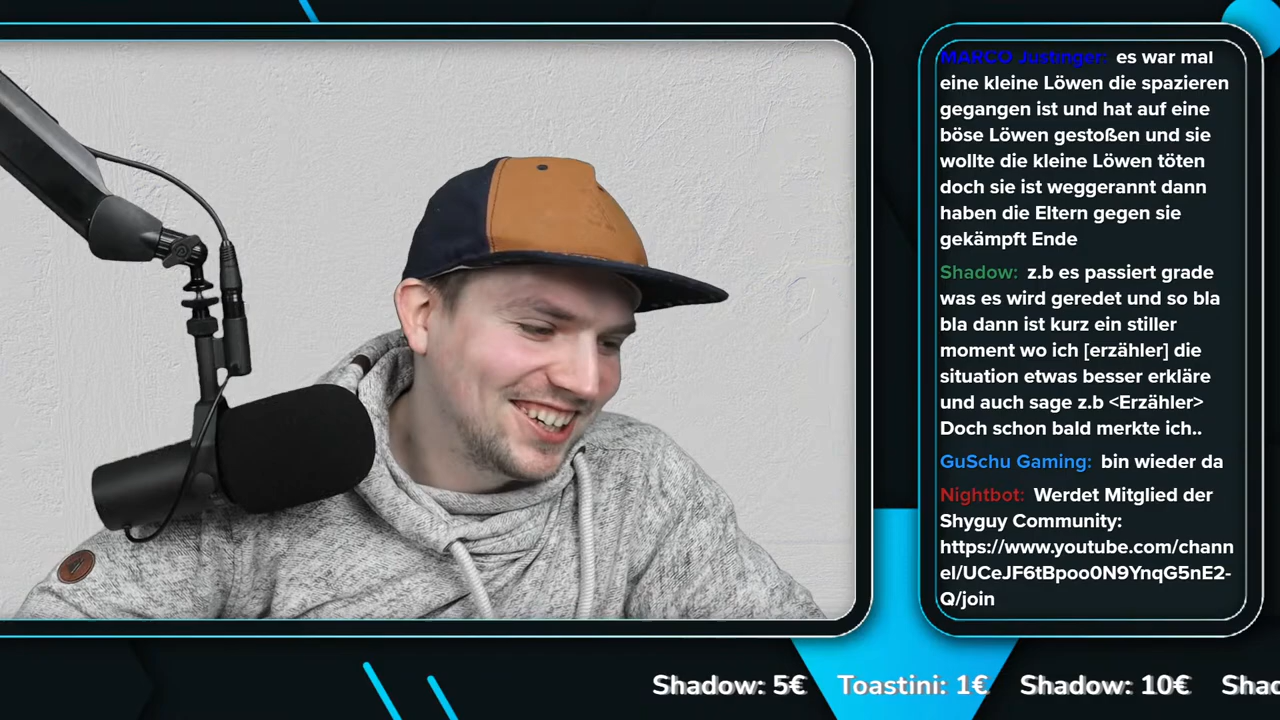 MARCO Justinger: es war mal
eine kleine Löwen die spazieren
gegangen ist und hat auf eine
böse Löwen gestoßen und sie
wollte die kleine Löwen töten
doch sie ist weggerannt dann
haben die Eltern gegen sie
gekämpft Ende
Shadow: z.b es passiert grade
was es wird geredet und so bla
bla dann ist kurz ein stiller
moment wo ich [erzähler] die
situation etwas besser erkläre
und auch sage z.b <Erzähler>
Doch schon bald merkte ich..
GuSchu Gaming: bin wieder da
Nightbot: Werdet Mitglied der
Shyguy Community:
https://www.youtube.com/chann
el/UCeJF6tBpoo0N9YnqG5nE2-
Q/join
Shadow: 5€ Toastini: 1€ Shadow: 10€ Shad